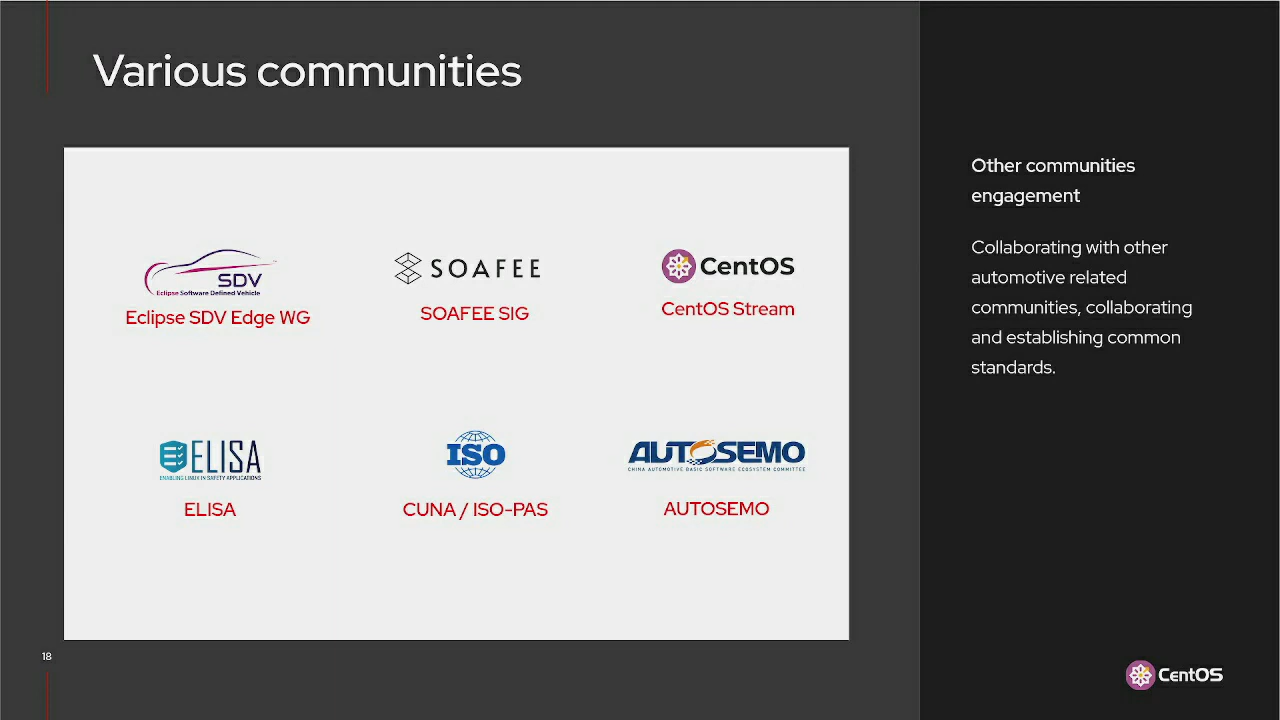 Various communities
SDV
Eclipse Software Defined Vehicle
Eclipse SDV Edge WG
SOAFEE
SOAFEE SIG
CentOS
CentOS Stream
ELISA
ENABLING LINUX IN SAFETY APPLICATIONS
ELISA
ISO
CUNA / ISO-PAS
AUTOSEMO
CHINA AUTOMOTIVE BASIC SOFTWARE ECOSYSTEM COMMITTEE
AUTOSEMO
Other communities
engagement
Collaborating with other
automotive related
communities, collaborating
and establishing common
standards.
18
CentOS